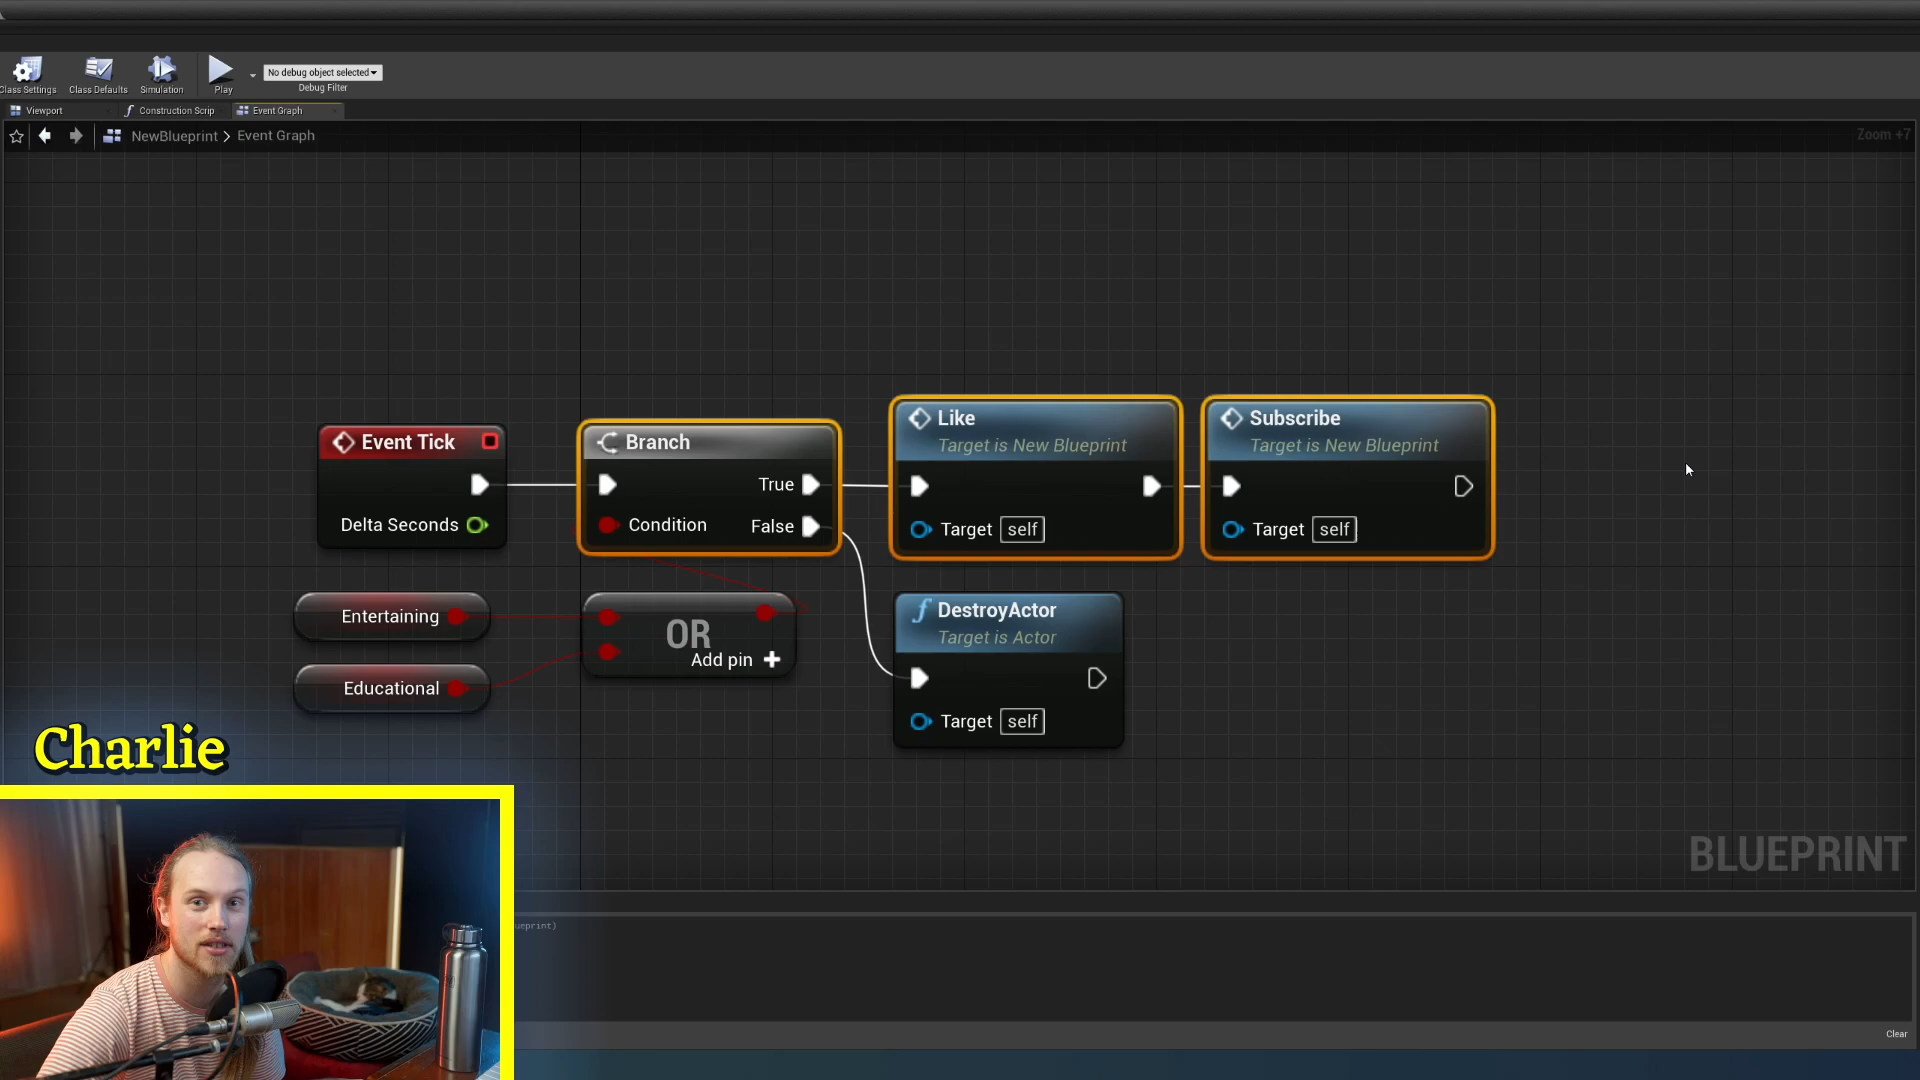 Class Settings
Class Defaults
Simulation
Play
No debug object selected
Debug Filter
Viewport
Construction Scrip
Event Graph
NewBlueprint > Event Graph
Zoom +7
Event Tick
Delta Seconds
Branch
True
Condition
False
Like
Target is New Blueprint
Target self
Subscribe
Target is New Blueprint
Target self
Entertaining
Educational
OR
Add pin
DestroyActor
Target is Actor
Target self
Charlie
BLUEPRINT
ueprint)
Clear